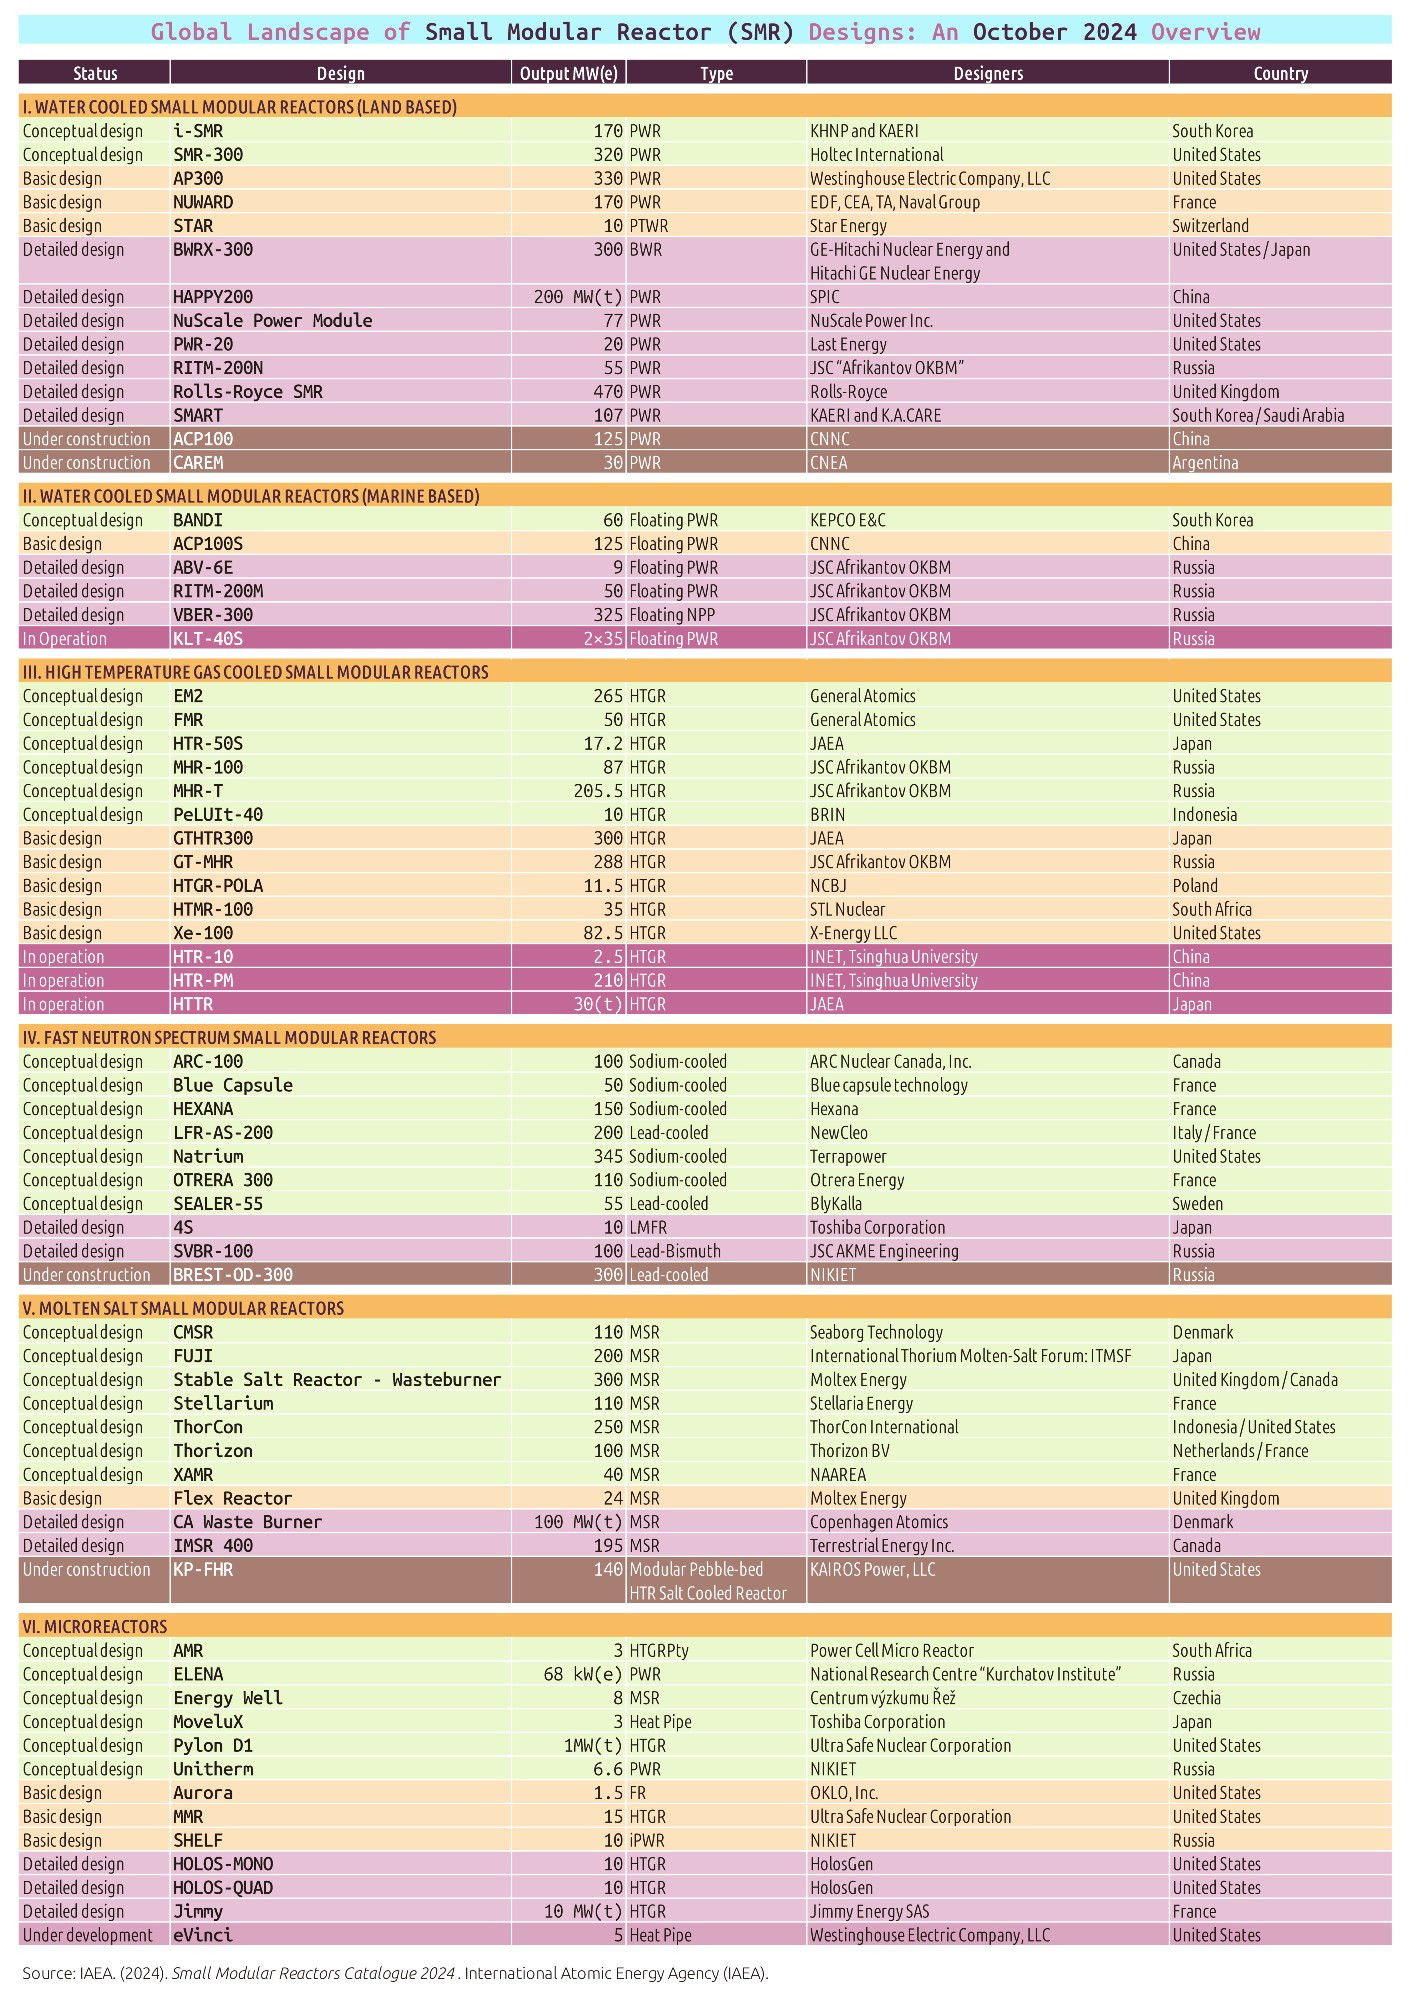 Global Landscape of Small Modular Reactor (SMR) Designs: An October 2024 Overview
Status Design Output MW(e) Type Designers Country
I. WATER COOLED SMALL MODULAR REACTORS (LAND BASED)
Conceptual design i-SMR 170 PWR KHNP and KAERI South Korea
Conceptual design SMR-300 320 PWR Holtec International United States
Basic design AP300 330 PWR Westinghouse Electric Company, LLC United States
Basic design NUWARD 170 PWR EDF, CEA, TA, Naval Group France
Basic design STAR 10 PTWR Star Energy Switzerland
Detailed design BWRX-300 300 BWR GE-Hitachi Nuclear Energy and United States / Japan
Hitachi GE Nuclear Energy
Detailed design HAPPY200 200 MW(t) PWR SPIC China
Detailed design NuScale Power Module 77 PWR NuScale Power Inc. United States
Detailed design PWR-20 20 PWR Last Energy United States
Detailed design RITM-200N 55 PWR JSC “Afrikantov OKBM” Russia
Detailed design Rolls-Royce SMR 470 PWR Rolls-Royce United Kingdom
Detailed design SMART 107 PWR KAERI and K.A.CARE South Korea / Saudi Arabia
Under construction ACP100 125 PWR CNNC China
Under construction CAREM 30 PWR CNEA Argentina
II. WATER COOLED SMALL MODULAR REACTORS (MARINE BASED)
Conceptual design BANDI 60 Floating PWR KEPCO E&C South Korea
Basic design ACP100S 125 Floating PWR CNNC China
Detailed design ABV-6E 9 Floating PWR JSC Afrikantov OKBM Russia
Detailed design RITM-200M 50 Floating PWR JSC Afrikantov OKBM Russia
Detailed design VBER-300 325 Floating NPP JSC Afrikantov OKBM Russia
In Operation KLT-40S 2×35 Floating PWR JSC Afrikantov OKBM Russia
III. HIGH TEMPERATURE GAS COOLED SMALL MODULAR REACTORS
Conceptual design EM2 265 HTGR General Atomics United States
Conceptual design FMR 50 HTGR General Atomics United States
Conceptual design HTR-50S 17.2 HTGR JAEA Japan
Conceptual design MHR-100 87 HTGR JSC Afrikantov OKBM Russia
Conceptual design MHR-T 205.5 HTGR JSC Afrikantov OKBM Russia
Conceptual design PeLUIt-40 10 HTGR BRIN Indonesia
Basic design GTHTR300 300 HTGR JAEA Japan
Basic design GT-MHR 288 HTGR JSC Afrikantov OKBM Russia
Basic design HTGR-POLA 11.5 HTGR NCBJ Poland
Basic design HTMR-100 35 HTGR STL Nuclear South Africa
Basic design Xe-100 82.5 HTGR X-Energy LLC United States
In operation HTR-10 2.5 HTGR INET, Tsinghua University China
In operation HTR-PM 210 HTGR INET, Tsinghua University China
In operation HTTR 30(t) HTGR JAEA Japan
IV. FAST NEUTRON SPECTRUM SMALL MODULAR REACTORS
Conceptual design ARC-100 100 Sodium-cooled ARC Nuclear Canada, Inc. Canada
Conceptual design Blue Capsule 50 Sodium-cooled Blue capsule technology France
Conceptual design HEXANA 150 Sodium-cooled Hexana France
Conceptual design LFR-AS-200 200 Lead-cooled NewCleo Italy / France
Conceptual design Natrium 345 Sodium-cooled Terrapower United States
Conceptual design OTRERA 300 110 Sodium-cooled Otrera Energy France
Conceptual design SEALER-55 55 Lead-cooled BlyKalla Sweden
Detailed design 4S 10 LMFR Toshiba Corporation Japan
Detailed design SVBR-100 100 Lead-Bismuth JSC AKME Engineering Russia
Under construction BREST-OD-300 300 Lead-cooled NIKIET Russia
V. MOLTEN SALT SMALL MODULAR REACTORS
Conceptual design CMSR 110 MSR Seaborg Technology Denmark
Conceptual design FUJI 200 MSR International Thorium Molten-Salt Forum: ITMSF Japan
Conceptual design Stable Salt Reactor - Wasteburner 300 MSR Moltex Energy United Kingdom / Canada
Conceptual design Stellarium 110 MSR Stellaria Energy France
Conceptual design ThorCon 250 MSR ThorCon International Indonesia / United States
Conceptual design Thorizon 100 MSR Thorizon BV Netherlands / France
Conceptual design XAMR 40 MSR NAAREA France
Basic design Flex Reactor 24 MSR Moltex Energy United Kingdom
Detailed design CA Waste Burner 100 MW(t) MSR Copenhagen Atomics Denmark
Detailed design IMSR 400 195 MSR Terrestrial Energy Inc. Canada
Under construction KP-FHR 140 Modular Pebble-bed KAIROS Power, LLC United States
HTR Salt Cooled Reactor
VI. MICROREACTORS
Conceptual design AMR 3 HTGRPty Power Cell Micro Reactor South Africa
Conceptual design ELENA 68 kW(e) PWR National Research Centre “Kurchatov Institute” Russia
Conceptual design Energy Well 8 MSR Centrum výzkumu Řež Czechia
Conceptual design MoveluX 3 Heat Pipe Toshiba Corporation Japan
Conceptual design Pylon D1 1MW(t) HTGR Ultra Safe Nuclear Corporation United States
Conceptual design Unitherm 6.6 PWR NIKIET Russia
Basic design Aurora 1.5 FR OKLO, Inc. United States
Basic design MMR 15 HTGR Ultra Safe Nuclear Corporation United States
Basic design SHELF 10 iPWR NIKIET Russia
Detailed design HOLOS-MONO 10 HTGR HolosGen United States
Detailed design HOLOS-QUAD 10 HTGR HolosGen United States
Detailed design Jimmy 10 MW(t) HTGR Jimmy Energy SAS France
Under development eVinci 5 Heat Pipe Westinghouse Electric Company, LLC United States
Source: IAEA. (2024). Small Modular Reactors Catalogue 2024 . International Atomic Energy Agency (IAEA).